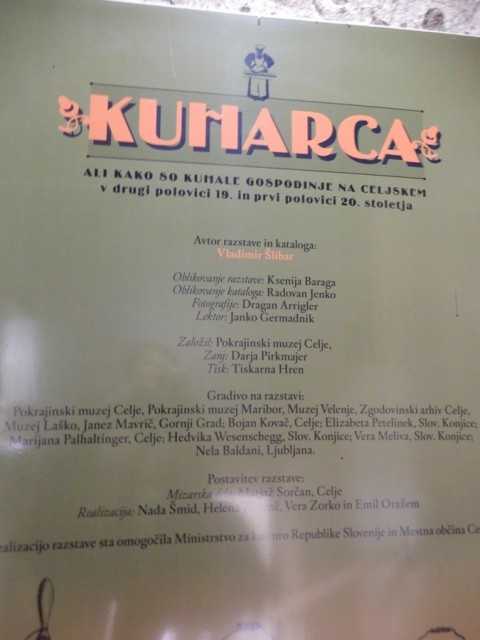 KUHARCA
ALI KAKO SO KUHALE GOSPODINJE NA CELJSKEM
v drugi polovici 19. in prvi polovici 20. stoletja
Avtor razstave in kataloga:
Vladimir Šlibar
Oblikovanje razstave: Ksenija Baraga
Oblikovanje kataloga: Radovan Jenko
Fotografije: Dragan Arrigler
Lektor: Janko Germadnik
Založil: Pokrajinski muzej Celje,
Zanj: Darja Pirkmajer
Tisk: Tiskarna Hren
Gradivo na razstavi:
Pokrajinski muzej Celje, Pokrajinski muzej Maribor, Muzej Velenje, Zgodovinski arhiv Celje,
Muzej Laško, Janez Mavrič, Gornji Grad; Bojan Kovač, Celje; Elizabeta Petelinek, Slov. Konjice;
Marijana Palhaltinger, Celje; Hedvika Wesenschegg, Slov. Konjice; Vera Meliva, Slov. Konjice;
Nela Baldani, Ljubljana.
Postavitev razstave:
Mizarska Matjaž Sorčan, Celje
Realizacija: Nada Šmid, Helena Vera Zorko in Emil Oražem
ealizacijo razstave sta omogočila Ministrstvo za kulturo Republike Slovenije in Mestna občina Ce